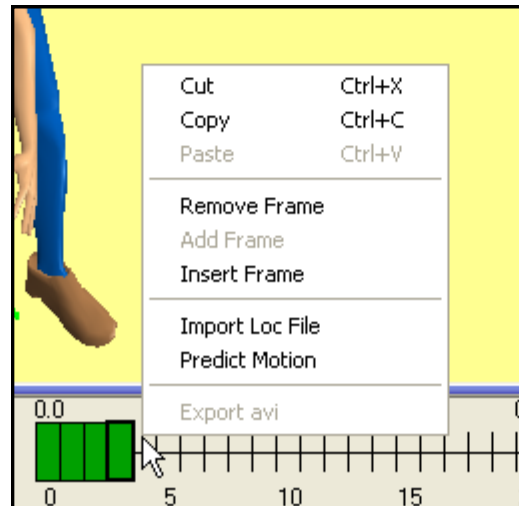 Cut Ctrl+X
Copy Ctrl+C
Paste Ctrl+V
Remove Frame
Add Frame
Insert Frame
Import Loc File
Predict Motion
Export avi
0.0
0 5 10 15